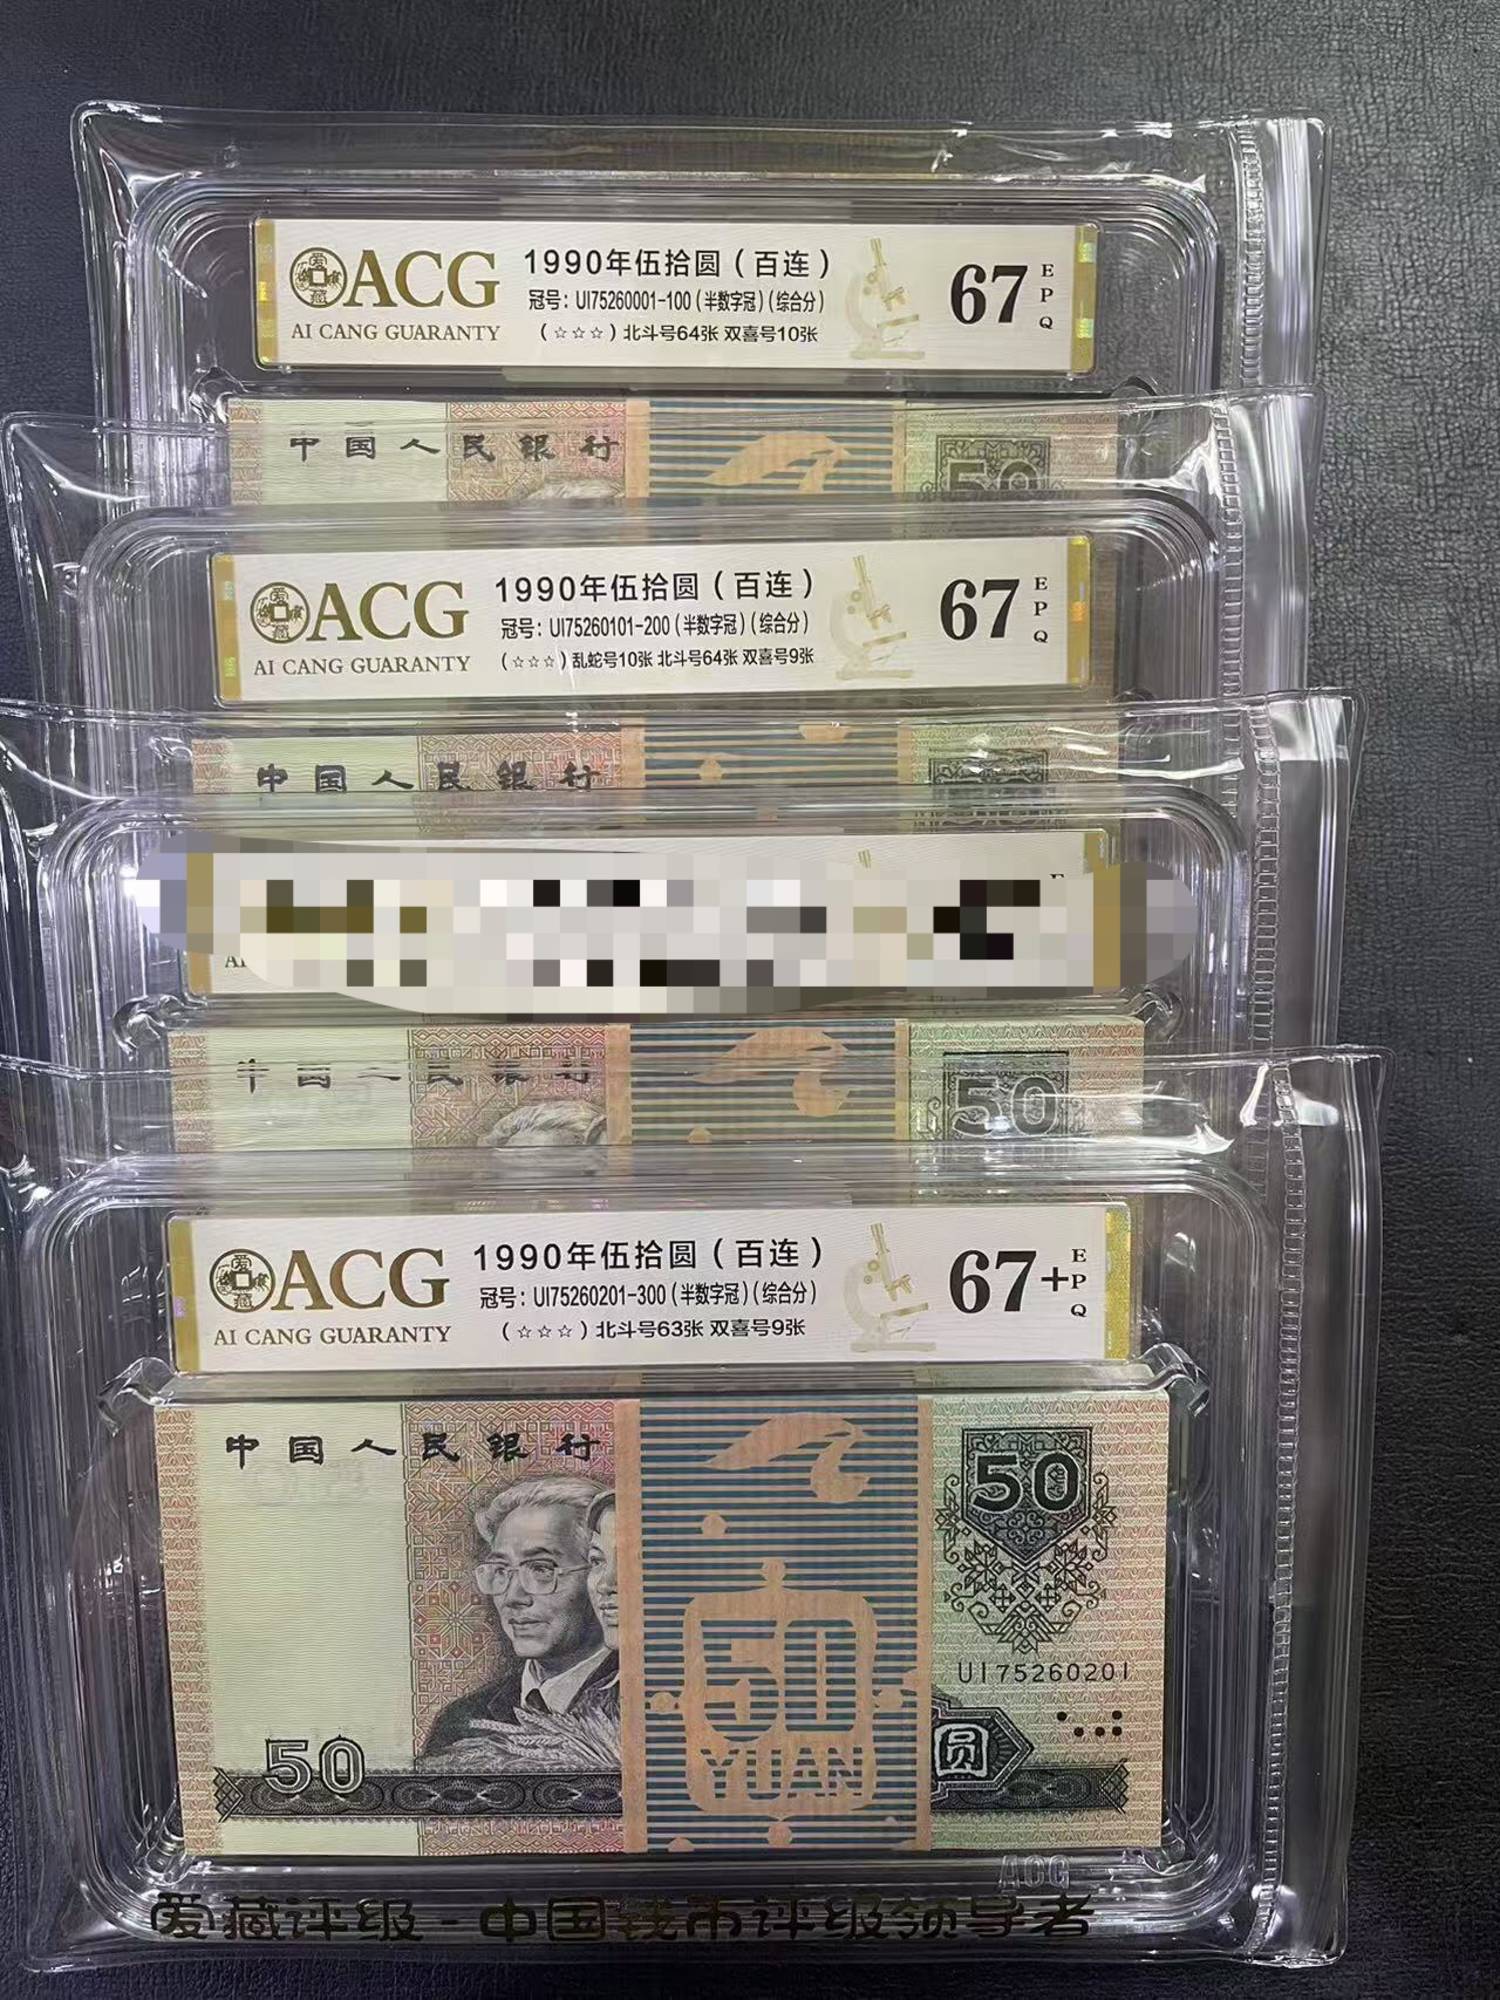 ACG
AI CANG GUARANTY
1990年伍拾圆（百连）
冠号：UI75260001-100（半数字冠）（综合分）
（☆☆☆）北斗号64张 双喜号10张
67
EPQ
中国人民银行
50
ACG
AI CANG GUARANTY
1990年伍拾圆（百连）
冠号：UI75260101-200（半数字冠）（综合分）
（☆☆☆）乱蛇号10张 北斗号64张 双喜号9张
67
EPQ
中国人民银行
中国人民银行
50
ACG
AI CANG GUARANTY
1990年伍拾圆（百连）
冠号：UI75260201-300（半数字冠）（综合分）
（☆☆☆）北斗号63张 双喜号9张
67+
EPQ
中国人民银行
50
UI75260201
50
YUAN
圆
50
ACG
爱藏评级-中国钱币评级领导者